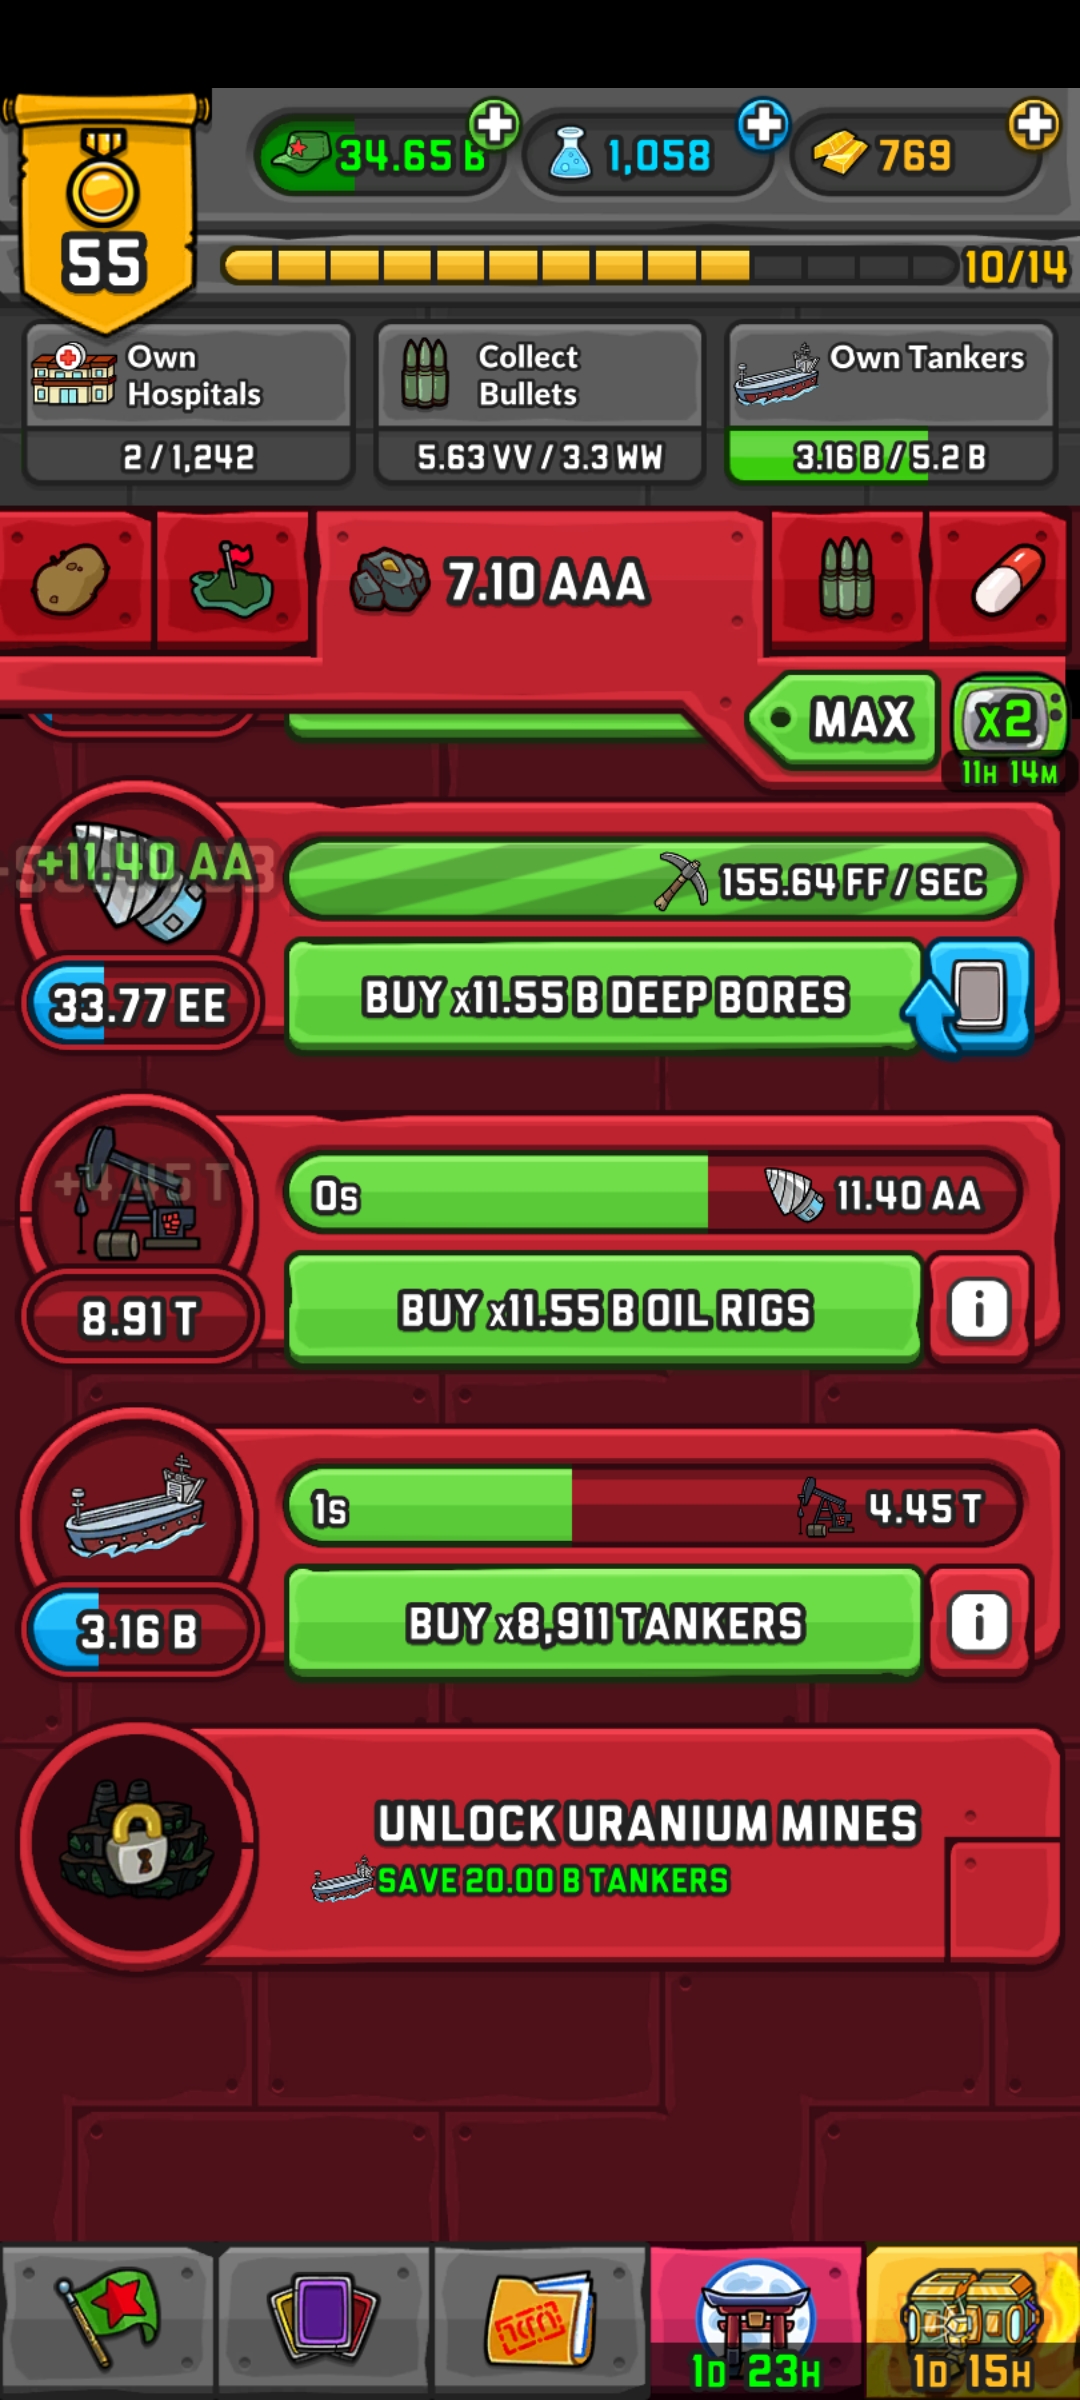 34.65 B
1,058
769
55
10/14
Own
Hospitals
2 / 1,242
Collect
Bullets
5.63 VV / 3.3 WW
Own Tankers
3.16 B / 5.2 B
7.10 AAA
MAX
x2
11H 14M
+11.40 AA
155.64 FF / SEC
33.77 EE
BUY x11.55 B DEEP BORES
+4.45 T
0s
11.40 AA
8.91 T
BUY x11.55 B OIL RIGS
i
1s
4.45 T
3.16 B
BUY x8,911 TANKERS
i
UNLOCK URANIUM MINES
SAVE 20.00 B TANKERS
1D 23H
1D 15H